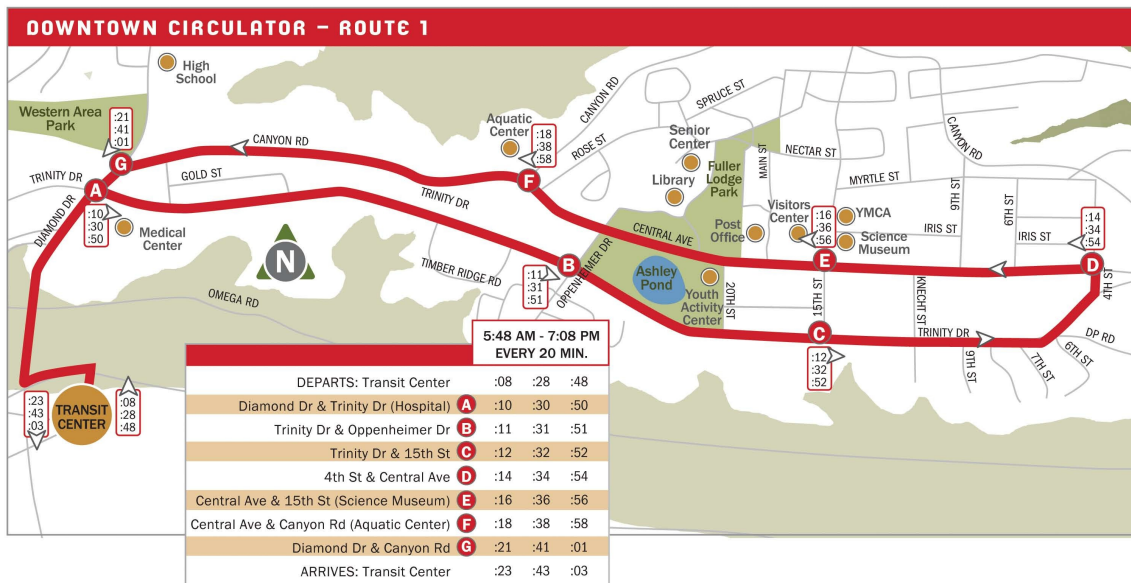 DOWNTOWN CIRCULATOR – ROUTE 1
High
School
Western Area
Park
:21
:41
:01
G
CANYON RD
Aquatic
Center
:18
:38
:58
F
CANYON RD
ROSE ST
SPRUCE ST
Senior
Center
Library
Fuller
Lodge
Park
MAIN ST
NECTAR ST
CANYON RD
MYRTLE ST
9TH ST
6TH ST
TRINITY DR
A
GOLD ST
DIAMOND DR
:10
:30
:50
Medical
Center
N
TRINITY DR
TIMBER RIDGE RD
OMEGA RD
B
:11
:31
:51
OPPENHEIMER DR
CENTRAL AVE
Ashley
Pond
Post
Office
Visitors
Center
:16
:36
:56
YMCA
Science
Museum
E
IRIS ST
IRIS ST
:14
:34
:54
D
4TH ST
Youth
Activity
Center
20TH ST
15TH ST
KNECHT ST
C
:12
:32
:52
TRINITY DR
9TH ST
7TH ST
6TH ST
DP RD
:23
:43
:03
TRANSIT
CENTER
:08
:28
:48
5:48 AM - 7:08 PM
EVERY 20 MIN.
DEPARTS: Transit Center :08 :28 :48
Diamond Dr & Trinity Dr (Hospital) A :10 :30 :50
Trinity Dr & Oppenheimer Dr B :11 :31 :51
Trinity Dr & 15th St C :12 :32 :52
4th St & Central Ave D :14 :34 :54
Central Ave & 15th St (Science Museum) E :16 :36 :56
Central Ave & Canyon Rd (Aquatic Center) F :18 :38 :58
Diamond Dr & Canyon Rd G :21 :41 :01
ARRIVES: Transit Center :23 :43 :03